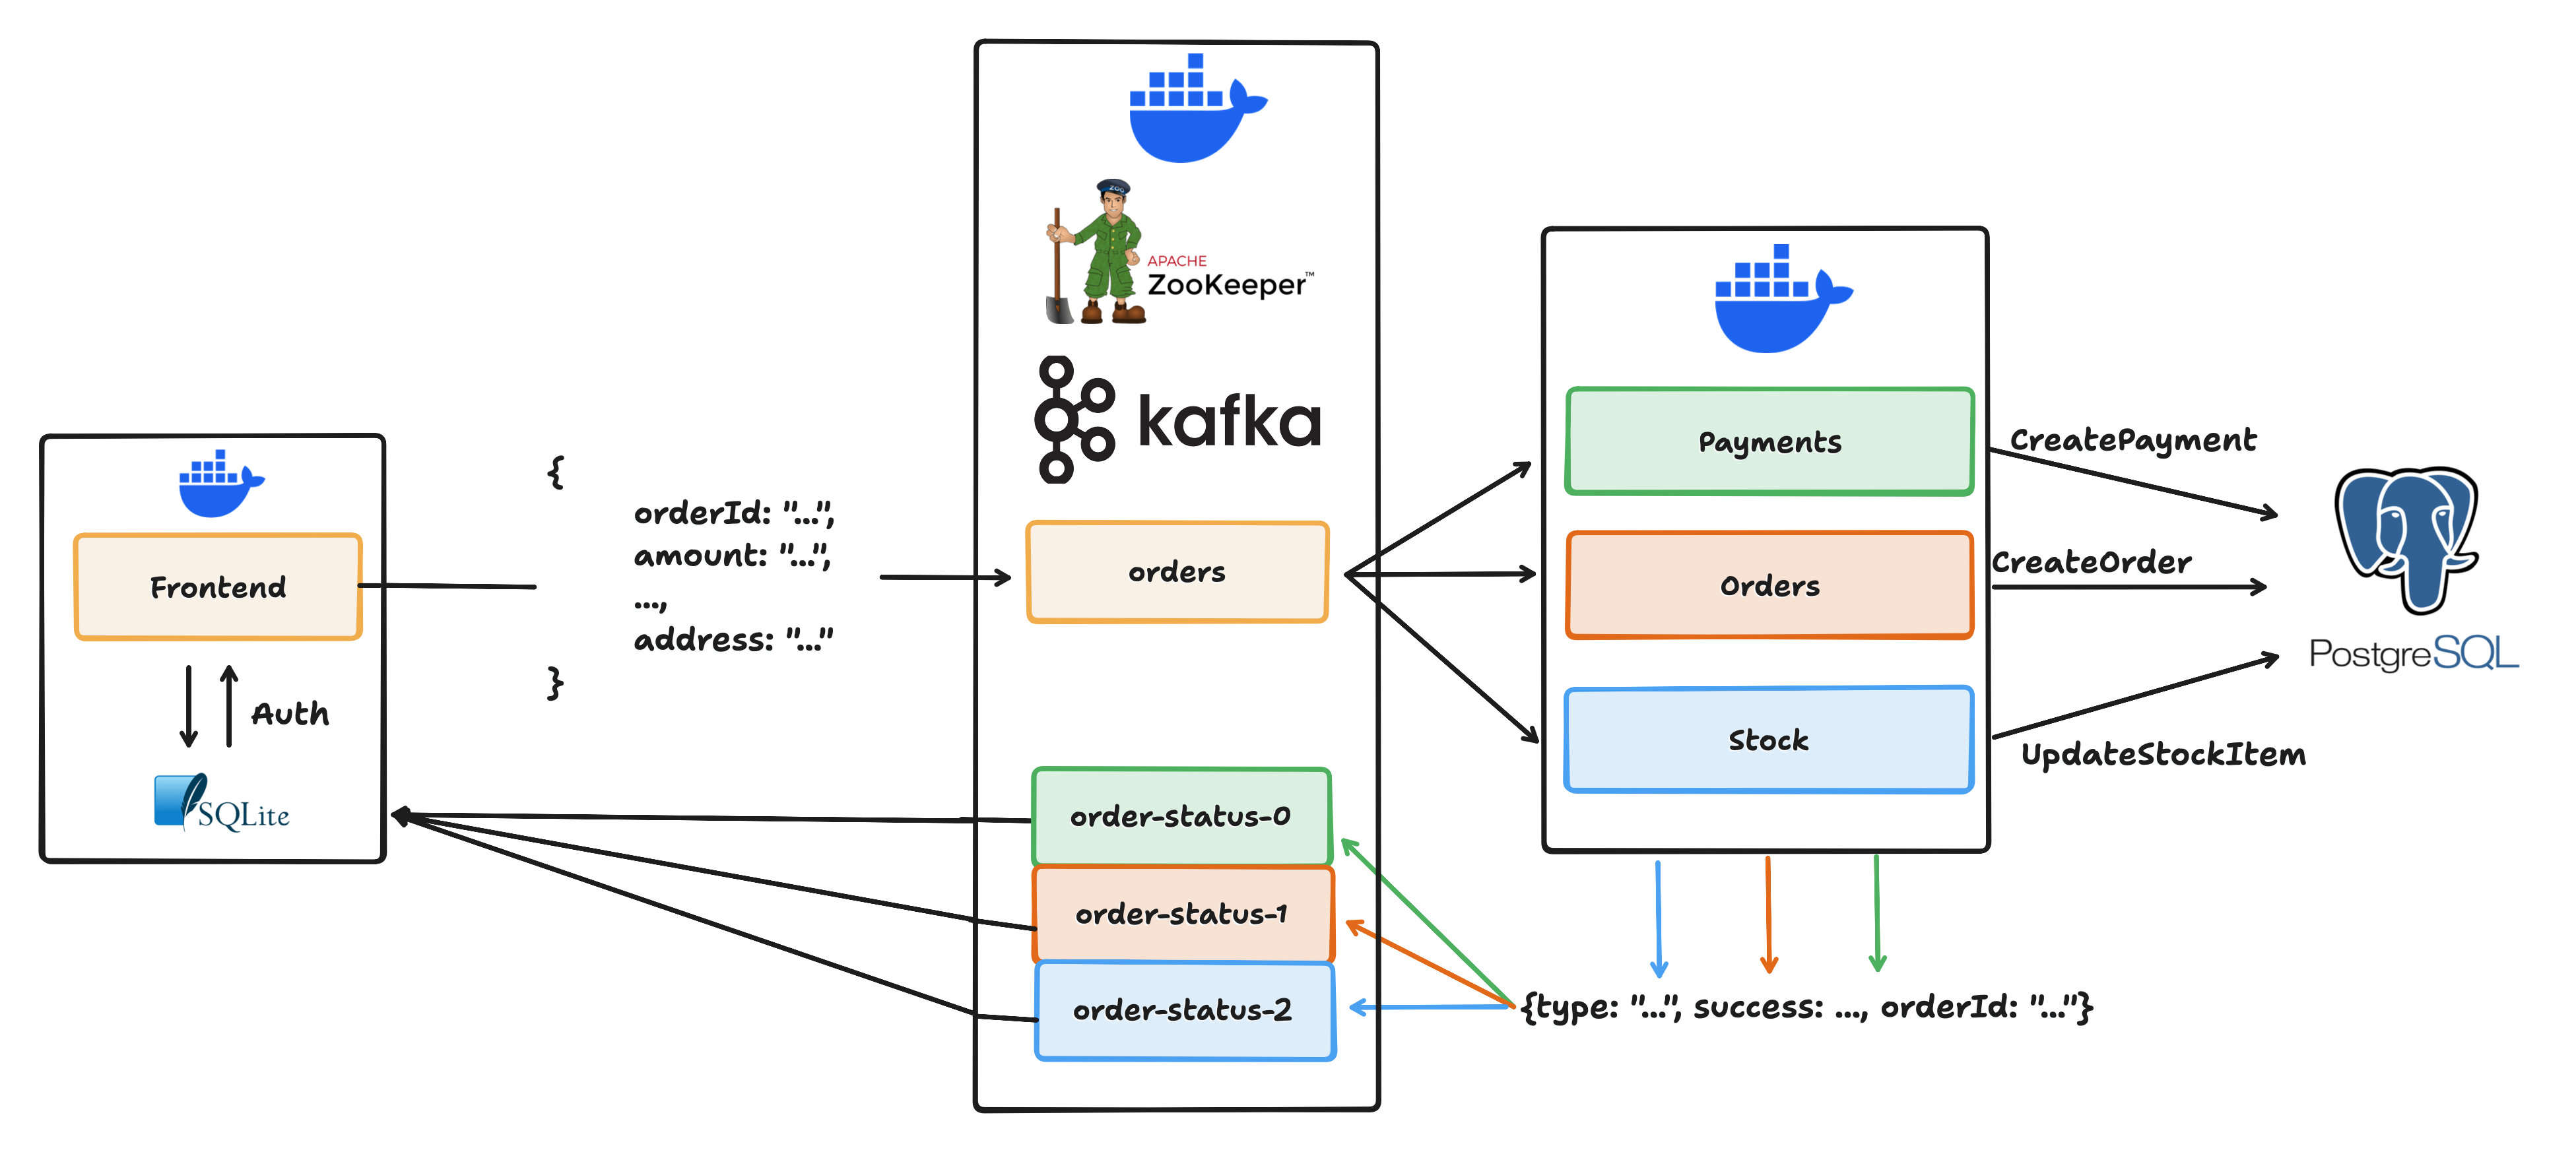 ZOO
APACHE
ZooKeeper™
kafka
Frontend
Auth
SQLite
{
orderId: "...",
amount: "...",
...,
address: "..."
}
orders
order-status-0
order-status-1
order-status-2
Payments
Orders
Stock
CreatePayment
CreateOrder
UpdateStockItem
PostgreSQL
{type: "...", success: ..., orderId: "..."}